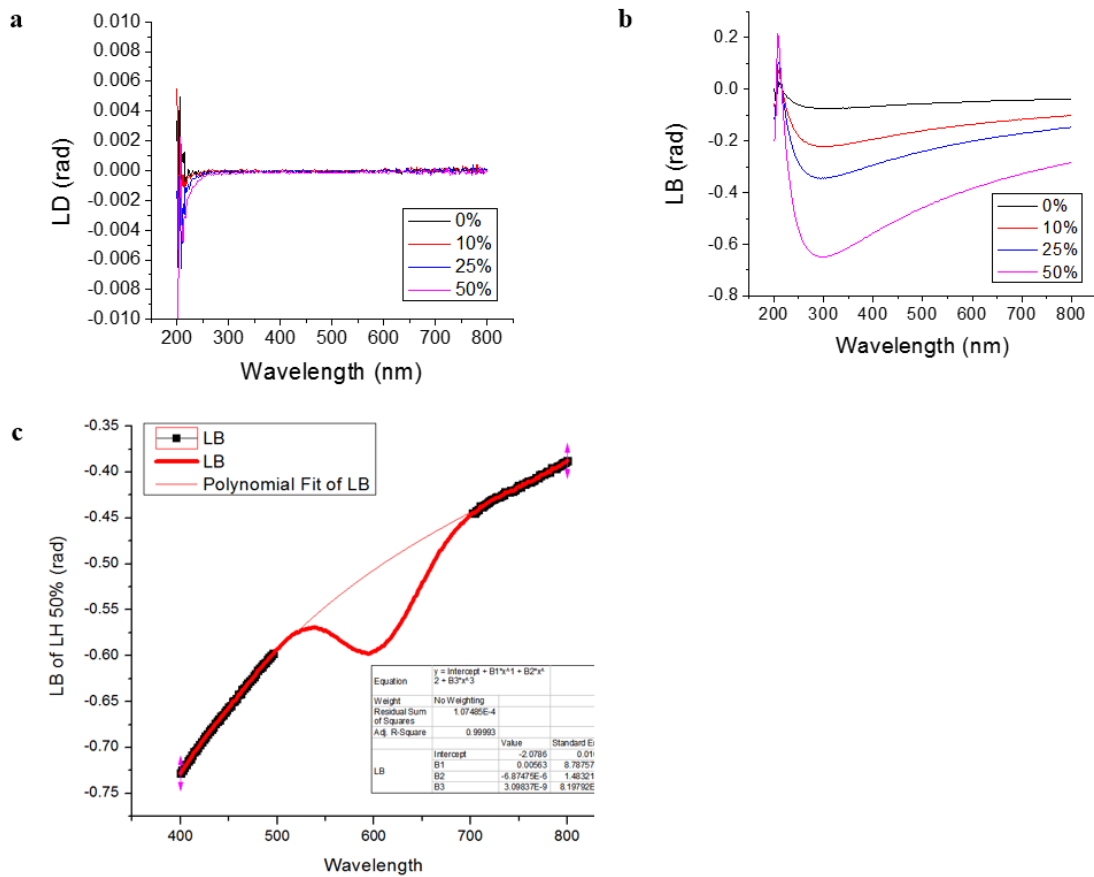 a
0.010
0.008
0.006
0.004
0.002
0.000
-0.002
-0.004
-0.006
-0.008
-0.010
LD (rad)
0%
10%
25%
50%
200 300 400 500 600 700 800
Wavelength (nm)
b
0.2
0.0
-0.2
-0.4
-0.6
-0.8
LB (rad)
0%
10%
25%
50%
200 300 400 500 600 700 800
Wavelength (nm)
c
-0.35
-0.40
-0.45
-0.50
-0.55
-0.60
-0.65
-0.70
-0.75
LB of LH 50% (rad)
LB
LB
Polynomial Fit of LB
Equation y = Intercept + B1*x^1 + B2*x^
2 + B3*x^3
Weight No Weighting
Residual Sum
of Squares 1.07485E-4
Adj. R-Square 0.99993
Value Standard
Intercept -2.0786
LB B1 0.00563 8.78757
B2 -6.87475E-6 1.48321
B3 3.09837E-9 8.19792E
400 500 600 700 800
Wavelength